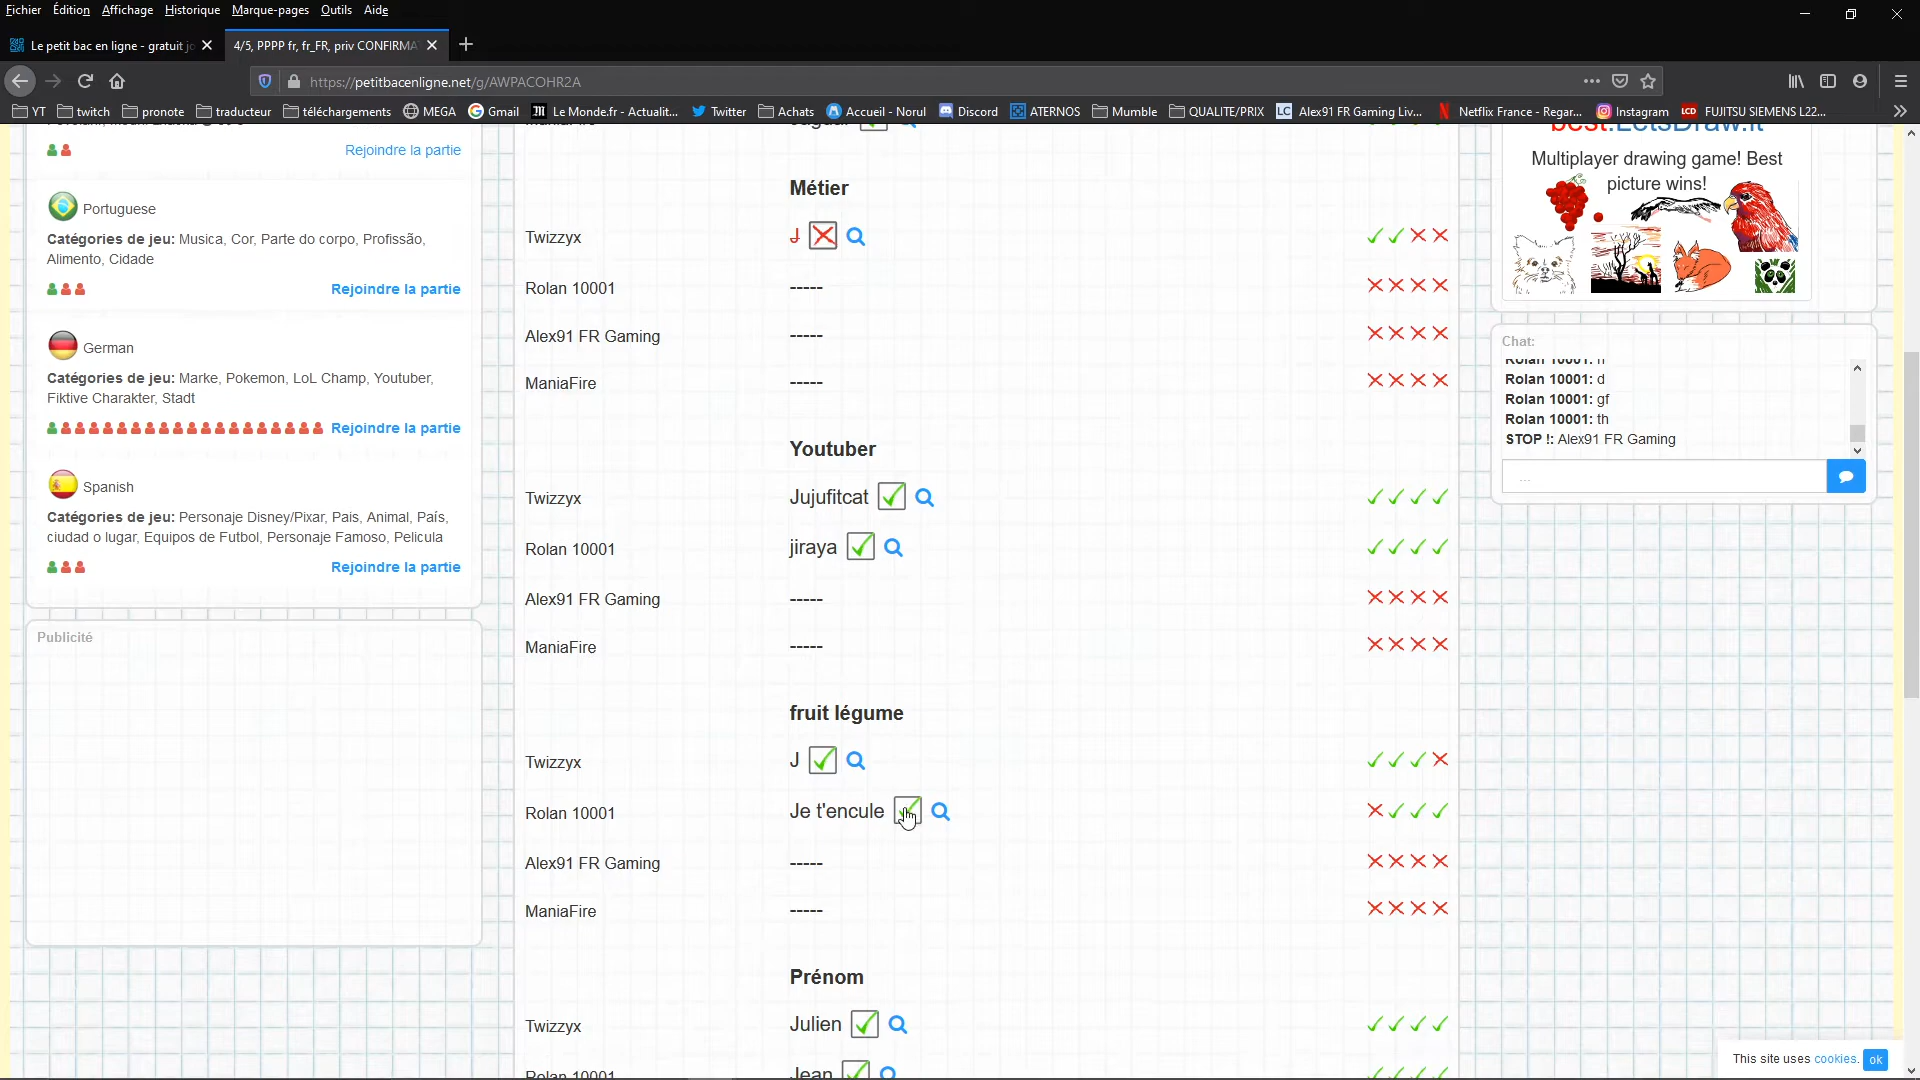 Fichier Édition Affichage Historique Marque-pages Outils Aide
Le petit bac en ligne - gratuit jo
4/5, PPPP fr, fr_FR, priv CONFIRMA
https://petitbacenligne.net/g/AWPACOHR2A
YT twitch pronote traducteur téléchargements MEGA Gmail Le Monde.fr - Actualit... Twitter Achats Accueil - Norul Discord ATERNOS Mumble QUALITE/PRIX LC Alex91 FR Gaming Liv... Netflix France - Regar... Instagram LCD FUJITSU SIEMENS L22...
Rejoindre la partie
Portuguese
Catégories de jeu: Musica, Cor, Parte do corpo, Profissão,
Alimento, Cidade
Rejoindre la partie
German
Catégories de jeu: Marke, Pokemon, LoL Champ, Youtuber,
Fiktive Charakter, Stadt
Rejoindre la partie
Spanish
Catégories de jeu: Personaje Disney/Pixar, Pais, Animal, País,
ciudad o lugar, Equipos de Futbol, Personaje Famoso, Pelicula
Rejoindre la partie
Publicité
Métier
Twizzyx J
Rolan 10001 -----
Alex91 FR Gaming -----
ManiaFire -----
Youtuber
Twizzyx Jujufitcat
Rolan 10001 jiraya
Alex91 FR Gaming -----
ManiaFire -----
fruit légume
Twizzyx J
Rolan 10001 Je t'encule
Alex91 FR Gaming -----
ManiaFire -----
Prénom
Twizzyx Julien
Rolan 10001 Jean
best.LetsDraw.It
Multiplayer drawing game! Best
picture wins!
Chat:
Rolan 10001:
Rolan 10001: d
Rolan 10001: gf
Rolan 10001: th
STOP !: Alex91 FR Gaming
...
This site uses cookies. ok